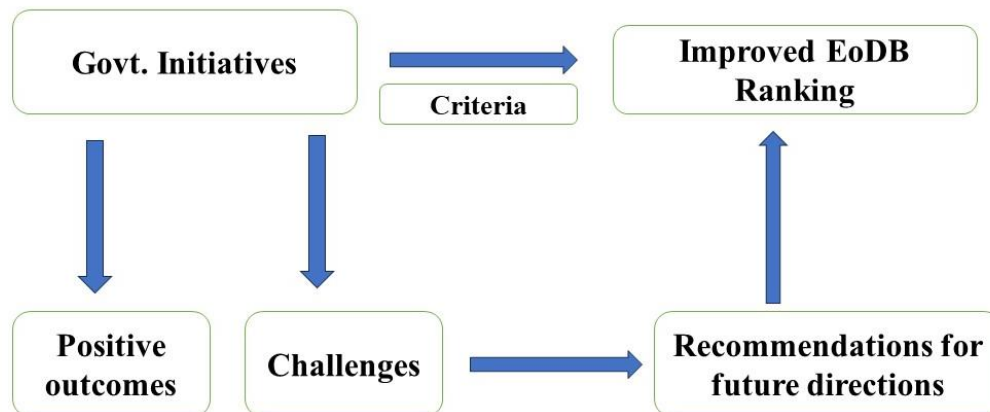 Govt. Initiatives
Criteria
Improved EoDB
Ranking
Positive
outcomes
Challenges
Recommendations for
future directions